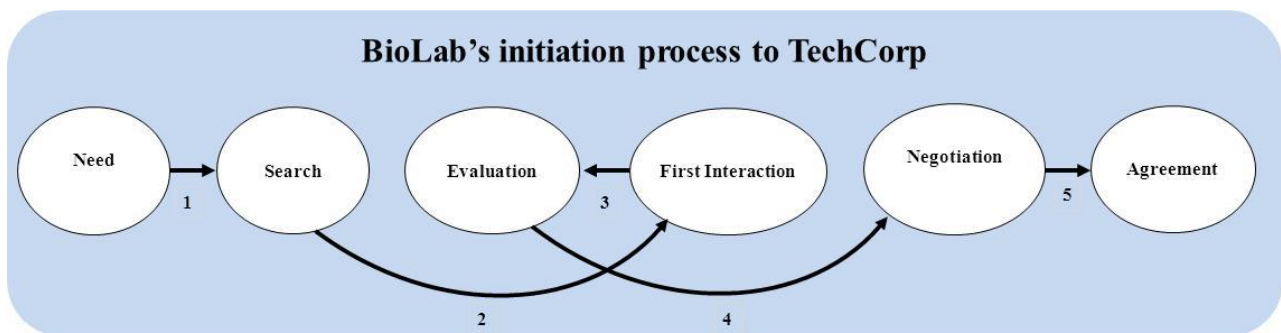 BioLab’s initiation process to TechCorp
Need
Search
Evaluation
First Interaction
Negotiation
Agreement
1
3
5
2
4